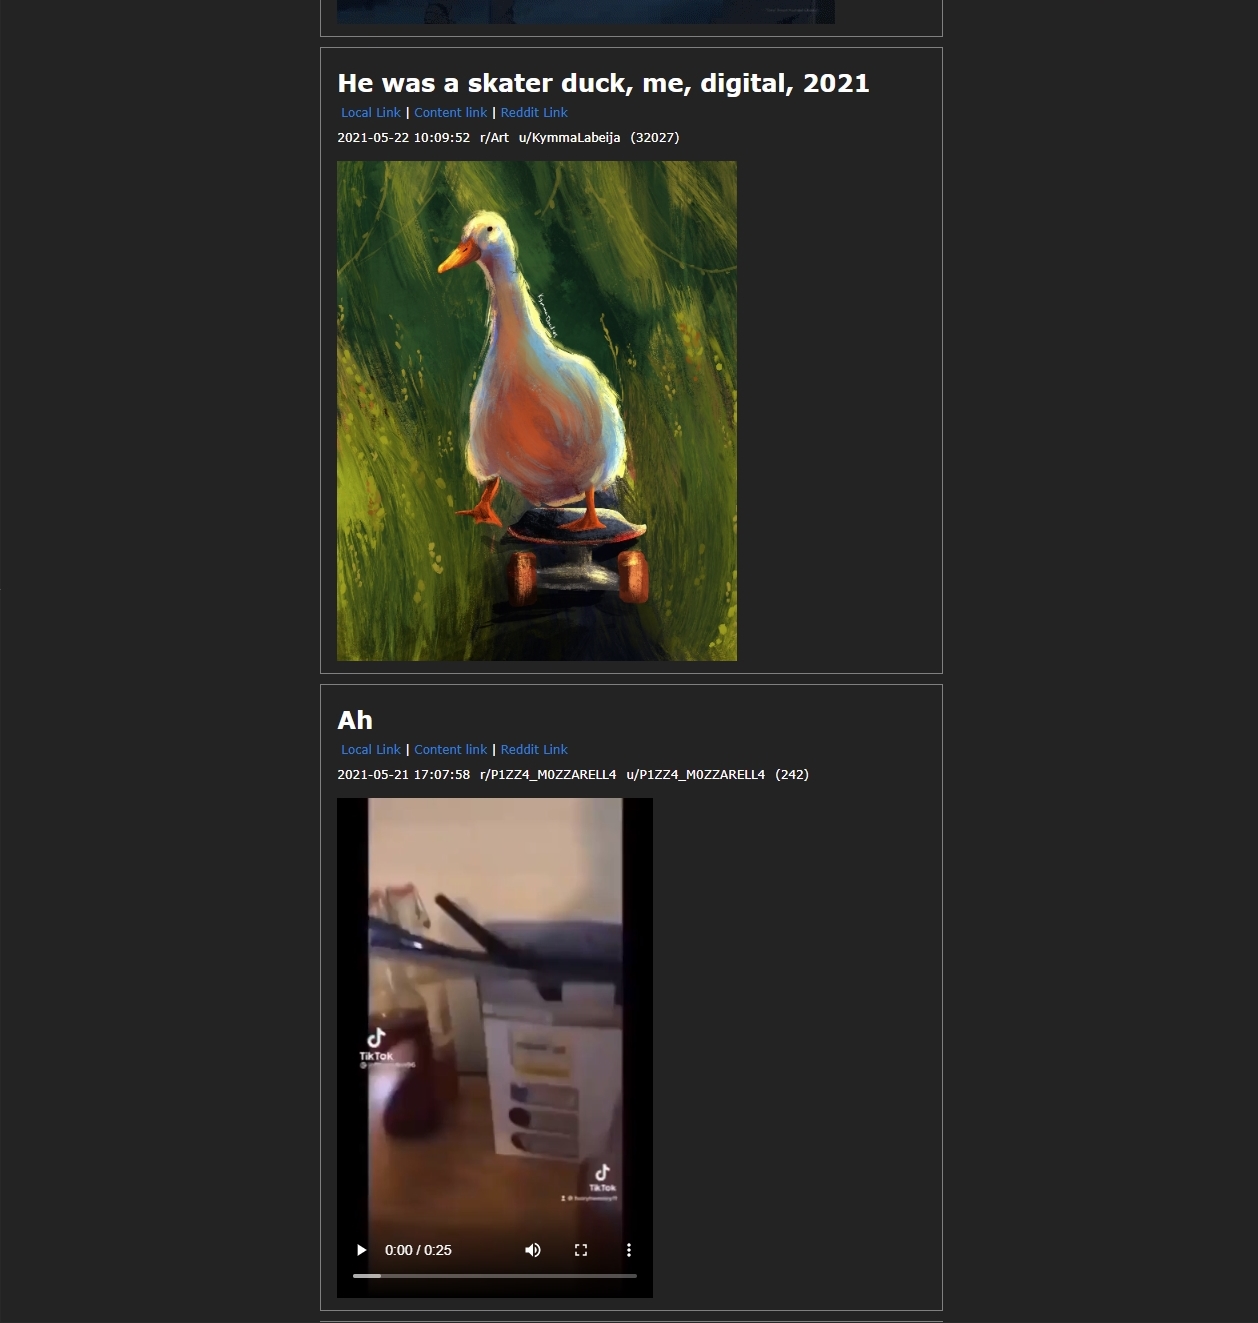 He was a skater duck, me, digital, 2021
Local Link | Content link | Reddit Link
2021-05-22 10:09:52 r/Art u/KymmaLabeija (32027)
Ah
Local Link | Content link | Reddit Link
2021-05-21 17:07:58 r/P1ZZ4_M0ZZARELL4 u/P1ZZ4_M0ZZARELL4 (242)
TikTok
TikTok
0:00 / 0:25